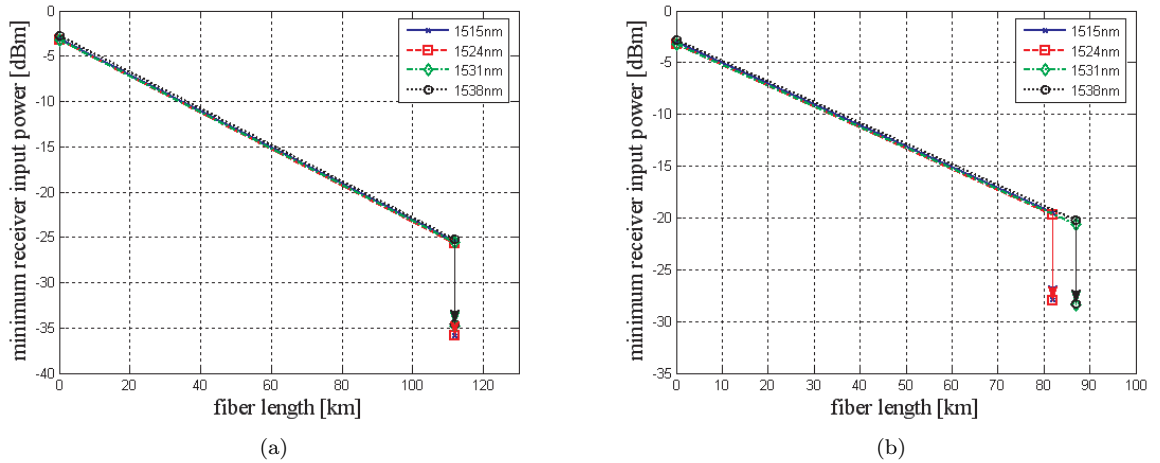 minimum receiver input power [dBm]
0
-5
-10
-15
-20
-25
-30
-35
-40
0
20
40
60
80
100
120
1515nm
1524nm
1531nm
1538nm
fiber length [km]
(a)
minimum receiver input power [dBm]
0
-5
-10
-15
-20
-25
-30
-35
0
10
20
30
40
50
60
70
80
90
100
1515nm
1524nm
1531nm
1538nm
fiber length [km]
(b)